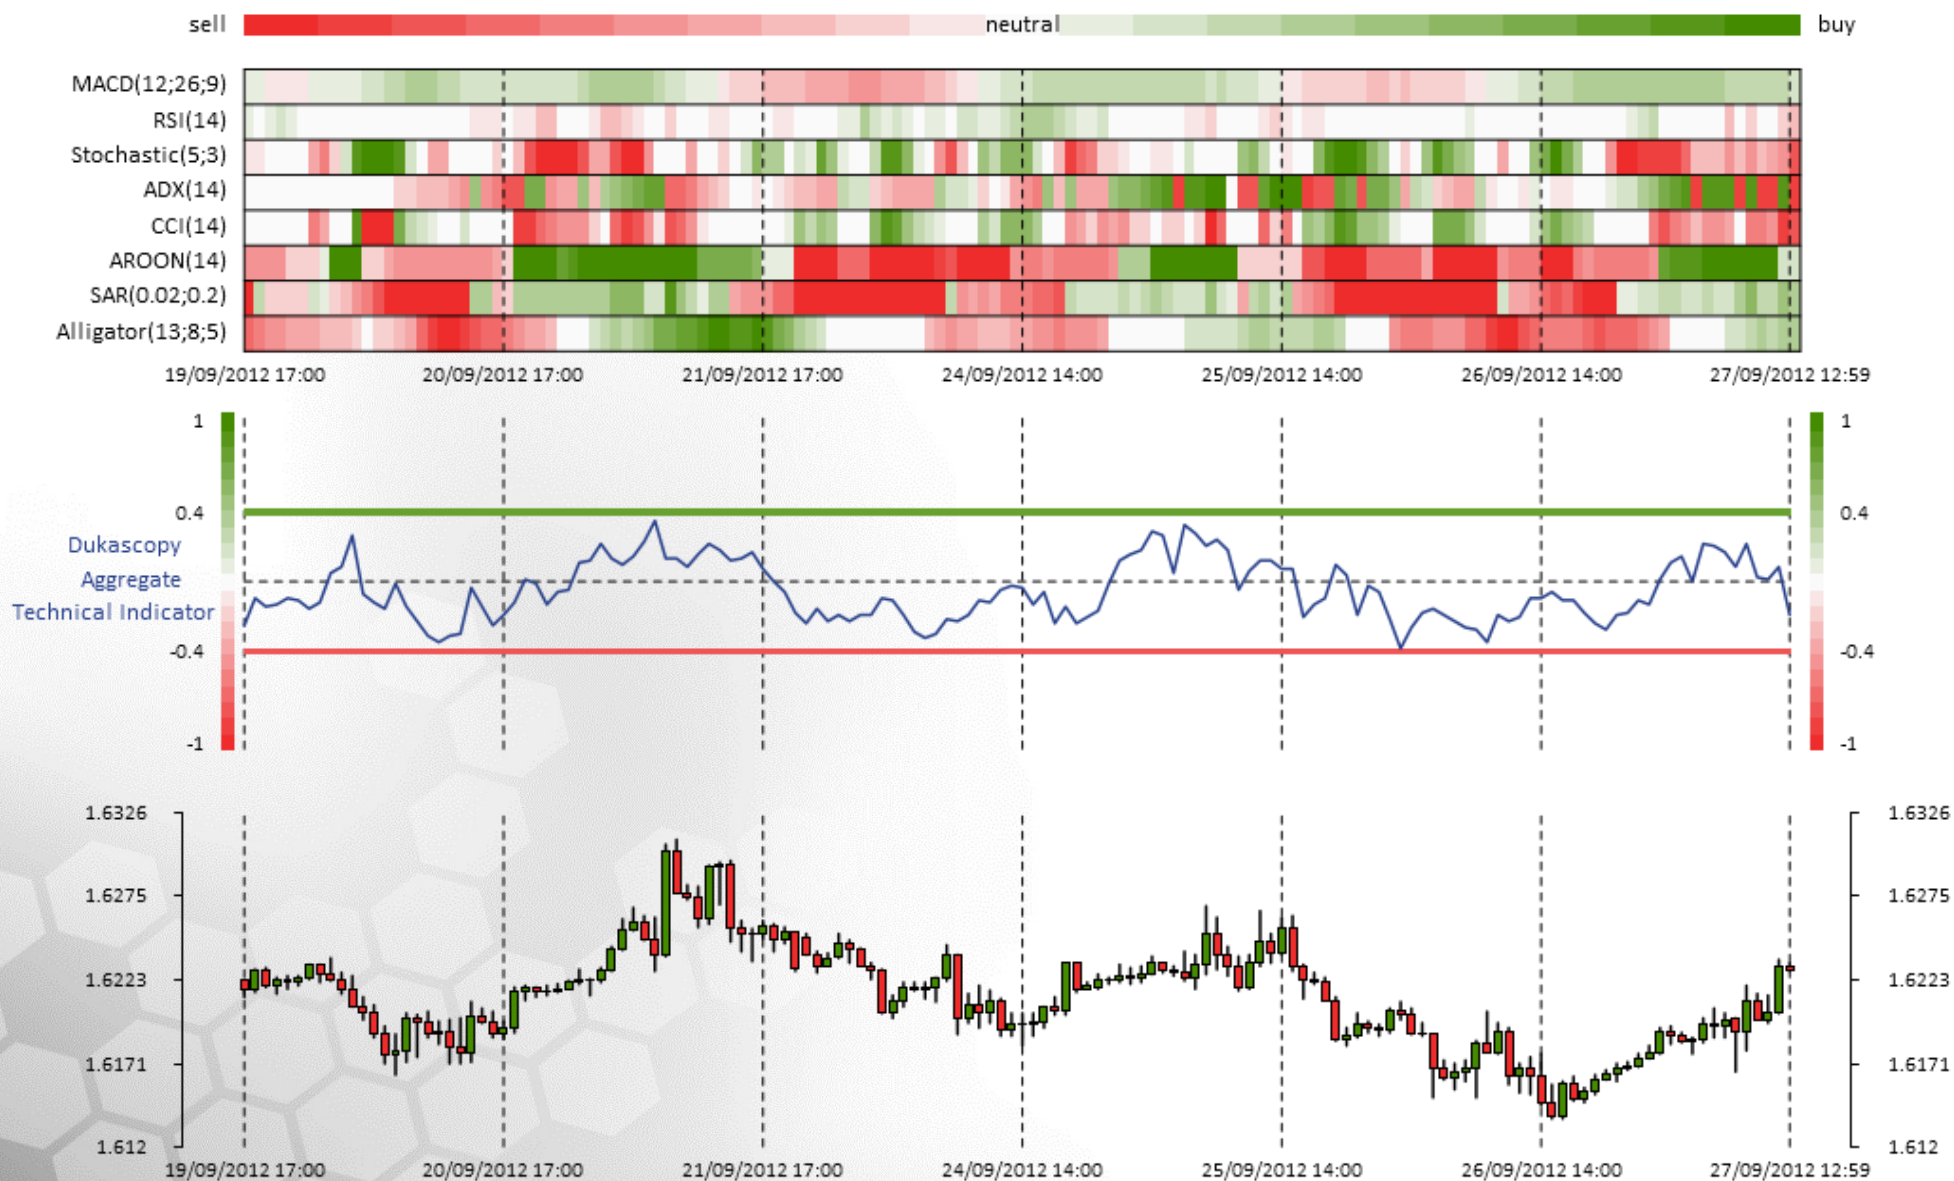 sell neutral buy
MACD(12;26;9)
RSI(14)
Stochastic(5;3)
ADX(14)
CCI(14)
AROON(14)
SAR(0.02;0.2)
Alligator(13;8;5)
19/09/2012 17:00 20/09/2012 17:00 21/09/2012 17:00 24/09/2012 14:00 25/09/2012 14:00 26/09/2012 14:00 27/09/2012 12:59
1 1
0.4 0.4
Dukascopy
Aggregate
Technical Indicator
-0.4 -0.4
-1 -1
1.6326 1.6326
1.6275 1.6275
1.6223 1.6223
1.6171 1.6171
1.612 1.612
19/09/2012 17:00 20/09/2012 17:00 21/09/2012 17:00 24/09/2012 14:00 25/09/2012 14:00 26/09/2012 14:00 27/09/2012 12:59